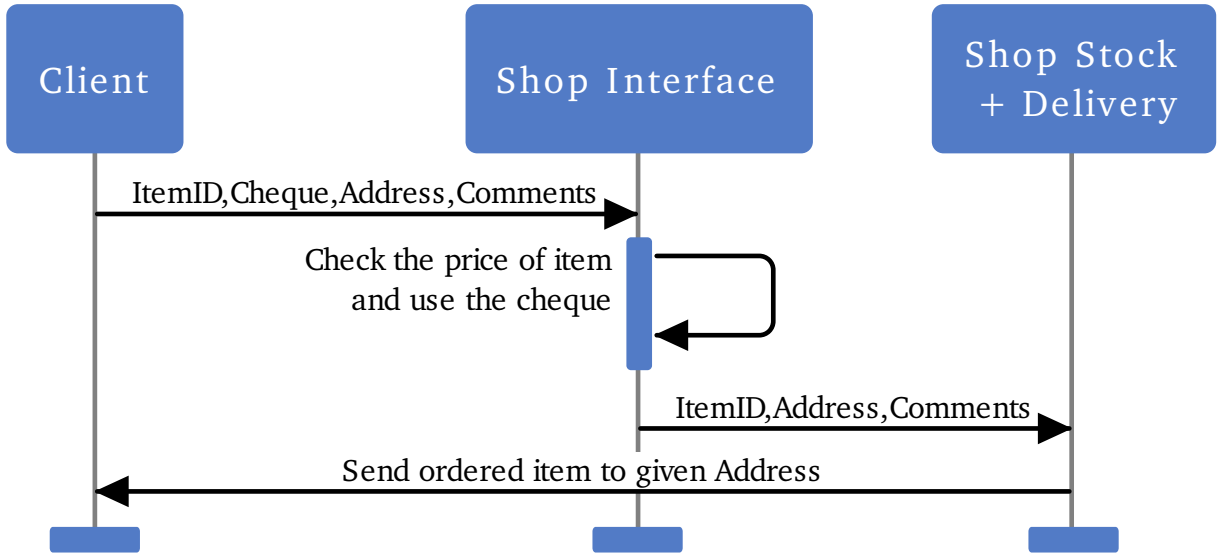 Client
Shop Interface
Shop Stock
+ Delivery
ItemID,Cheque,Address,Comments
Check the price of item
and use the cheque
ItemID,Address,Comments
Send ordered item to given Address